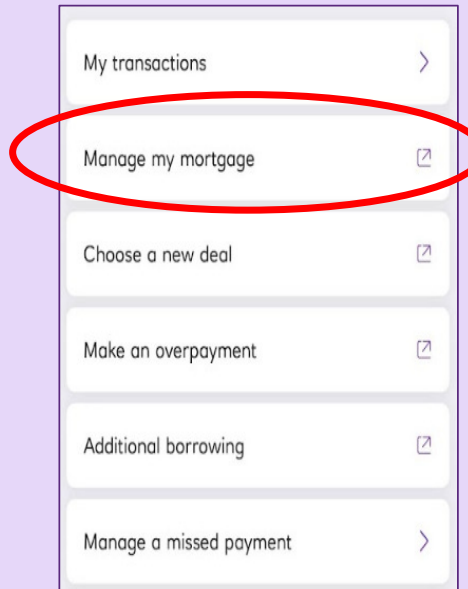 My transactions
Manage my mortgage
Choose a new deal
Make an overpayment
Additional borrowing
Manage a missed payment